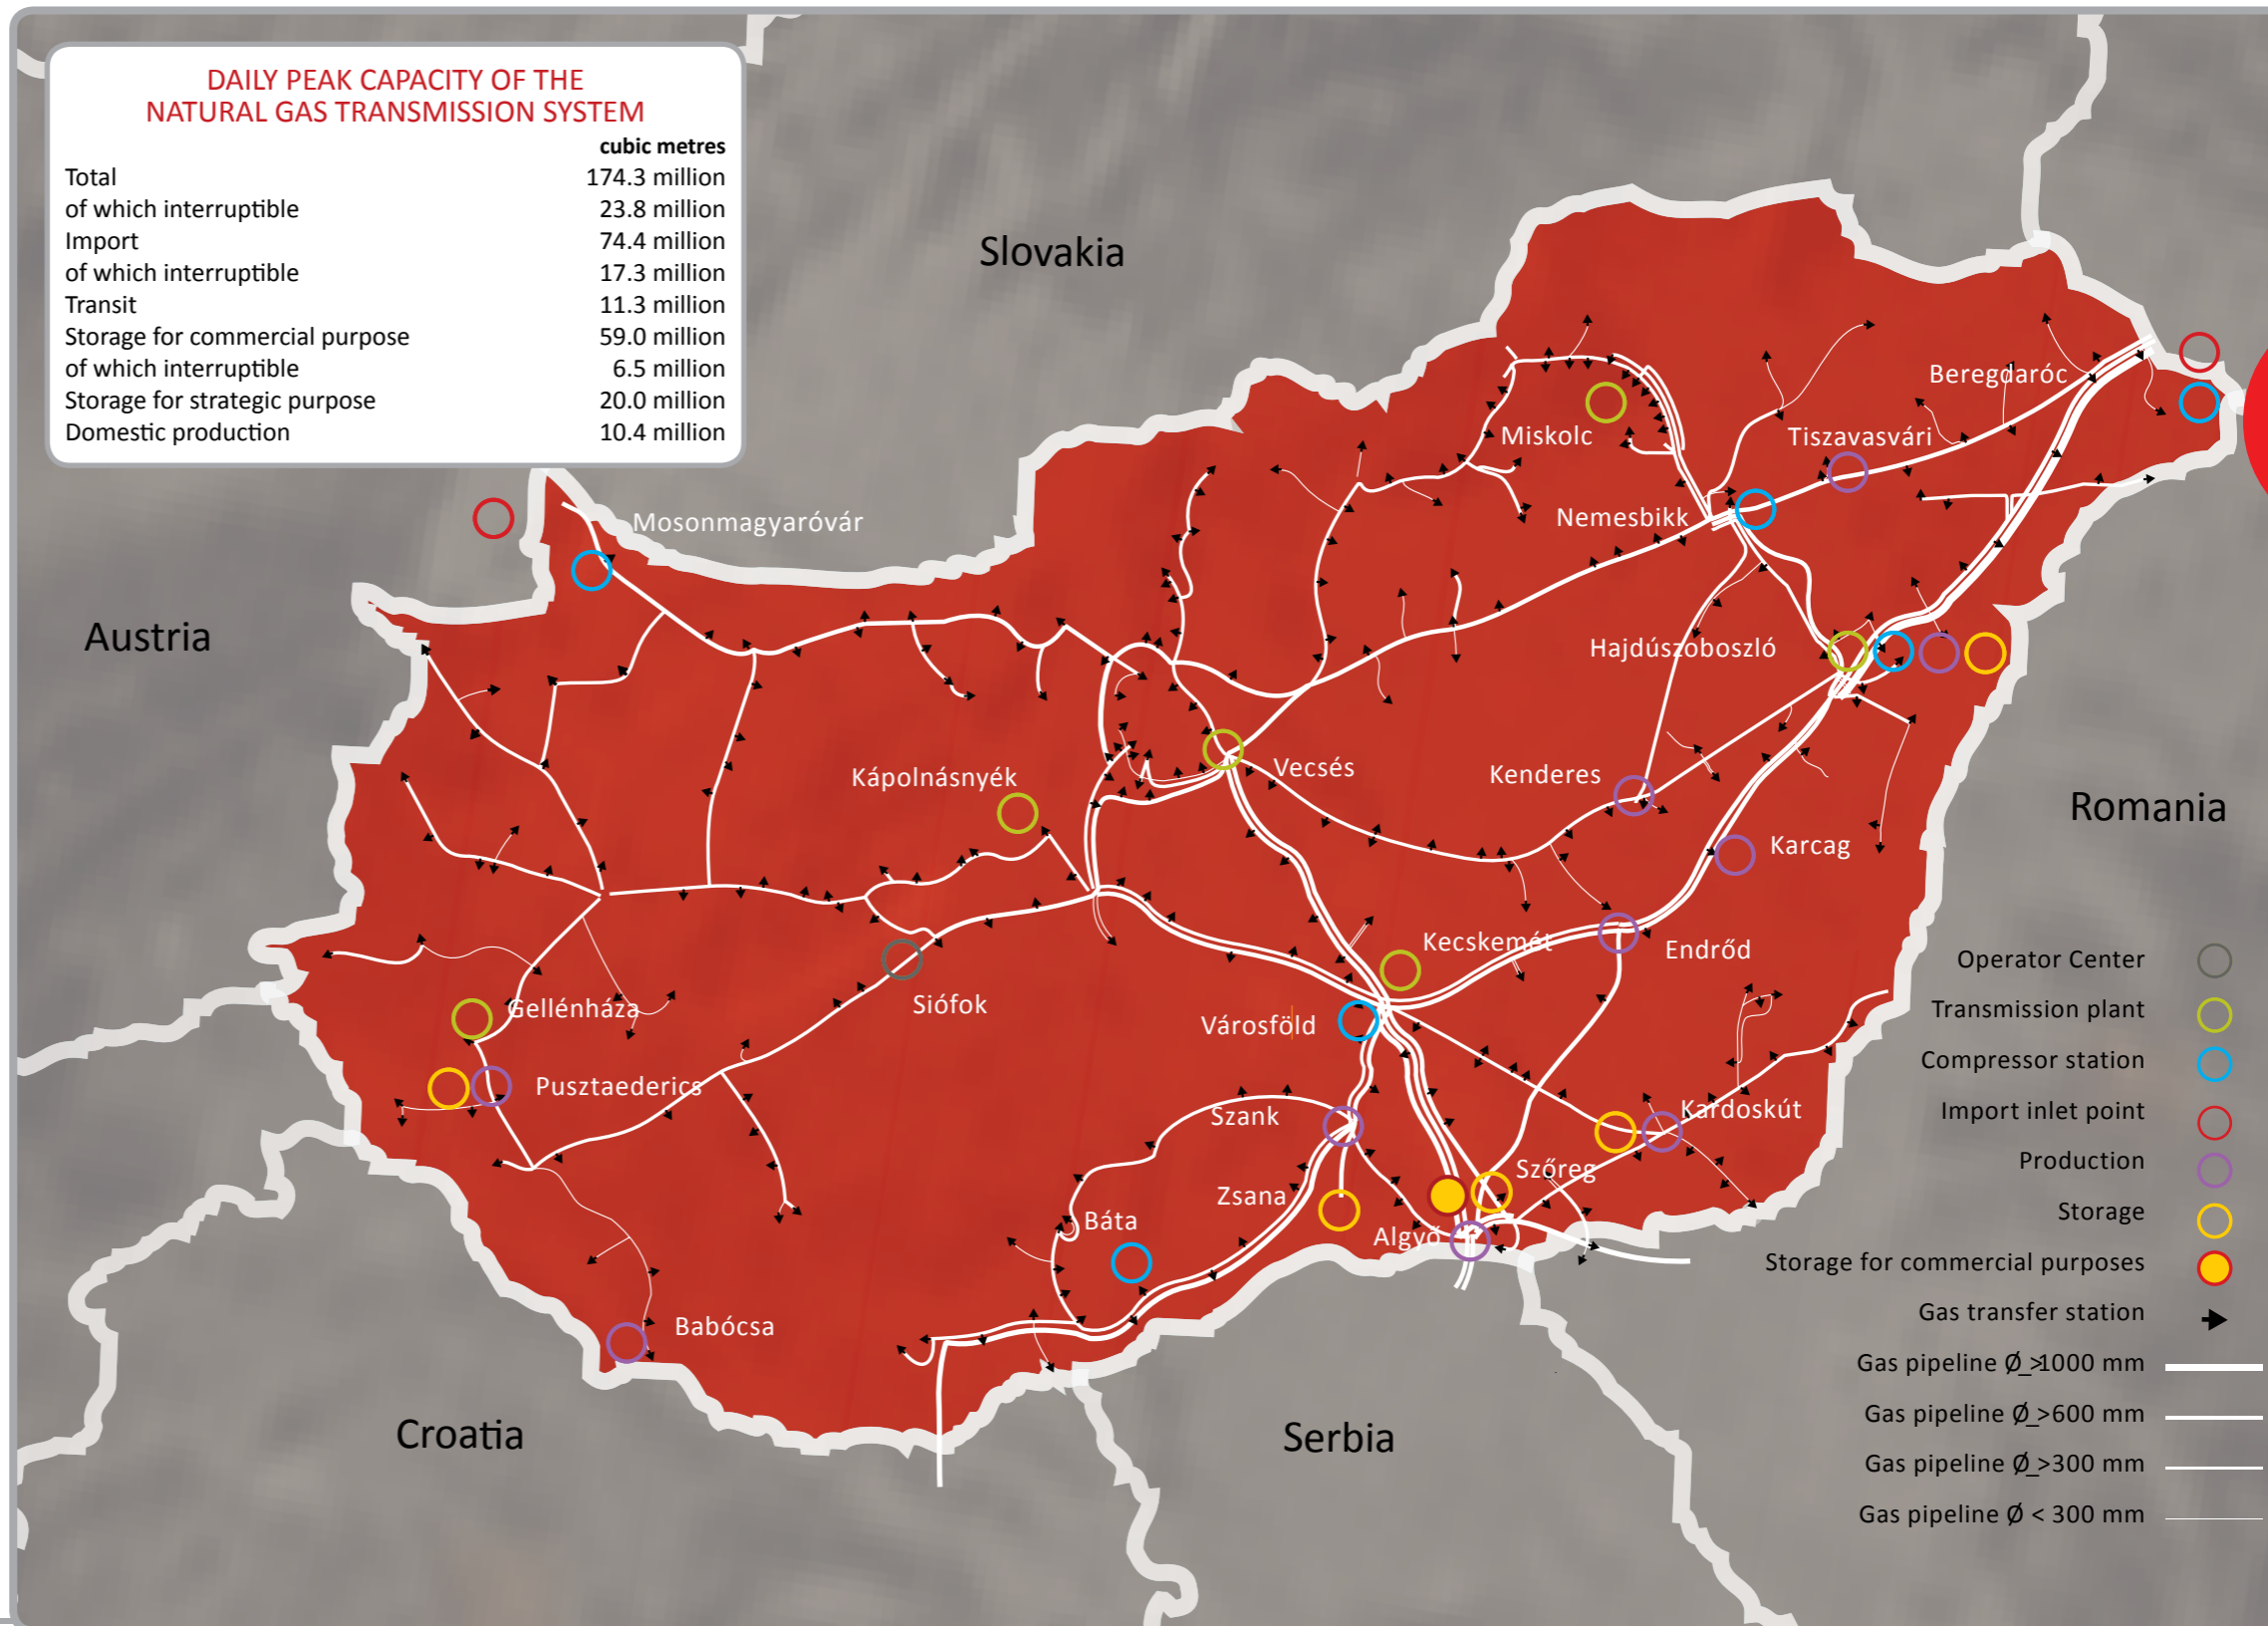 DAILY PEAK CAPACITY OF THE
NATURAL GAS TRANSMISSION SYSTEM
cubic metres
Total 174.3 million
of which interruptible 23.8 million
Import 74.4 million
of which interruptible 17.3 million
Transit 11.3 million
Storage for commercial purpose 59.0 million
of which interruptible 6.5 million
Storage for strategic purpose 20.0 million
Domestic production 10.4 million
Slovakia
Beregdaróc
Miskolc
Tiszavasvári
Nemesbikk
Mosonmagyaróvár
Austria
Hajdúszoboszló
Kápolnásnyék
Vecsés
Kenderes
Romania
Karcag
Kecskemét
Endrőd
Siófok
Gellénháza
Városföld
Pusztaederics
Szank
Kardoskút
Szőreg
Zsana
Báta
Algyő
Babócsa
Croatia
Serbia
Operator Center
Transmission plant
Compressor station
Import inlet point
Production
Storage
Storage for commercial purposes
Gas transfer station
Gas pipeline Ø_>1000 mm
Gas pipeline Ø_>600 mm
Gas pipeline Ø_>300 mm
Gas pipeline Ø < 300 mm